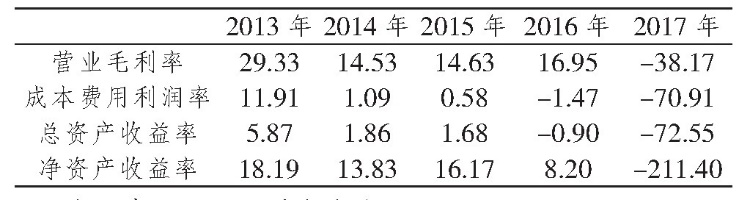 2013 年 2014 年 2015 年 2016 年 2017 年
营业毛利率 29.33 14.53 14.63 16.95 –38.17
成本费用利润率 11.91 1.09 0.58 –1.47 –70.91
总资产收益率 5.87 1.86 1.68 –0.90 –72.55
净资产收益率 18.19 13.83 16.17 8.20 –211.40